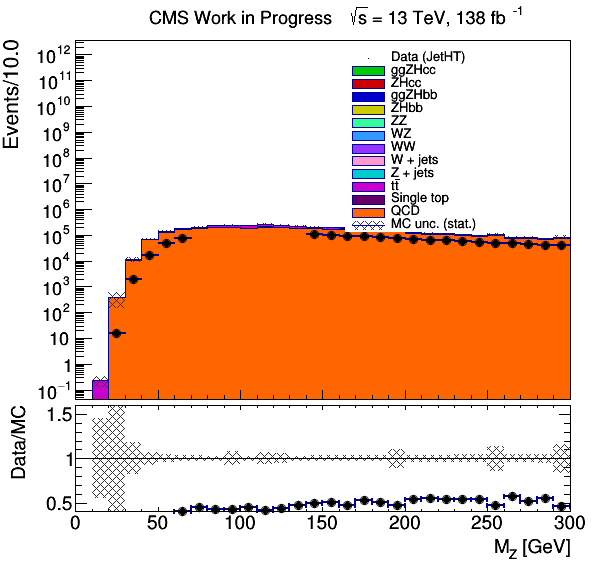 CMS Work in Progress √s = 13 TeV, 138 fb⁻¹
Events/10.0
10¹²
10¹¹
10¹⁰
10⁹
10⁸
10⁷
10⁶
10⁵
10⁴
10³
10²
10
1
10⁻¹
Data (JetHT)
ggZHcc
ZHcc
ggZHbb
ZHbb
ZZ
WZ
WW
W + jets
Z + jets
tt̄
Single top
QCD
MC unc. (stat.)
Data/MC
1.5
1
0.5
0 50 100 150 200 250 300
M_Z [GeV]